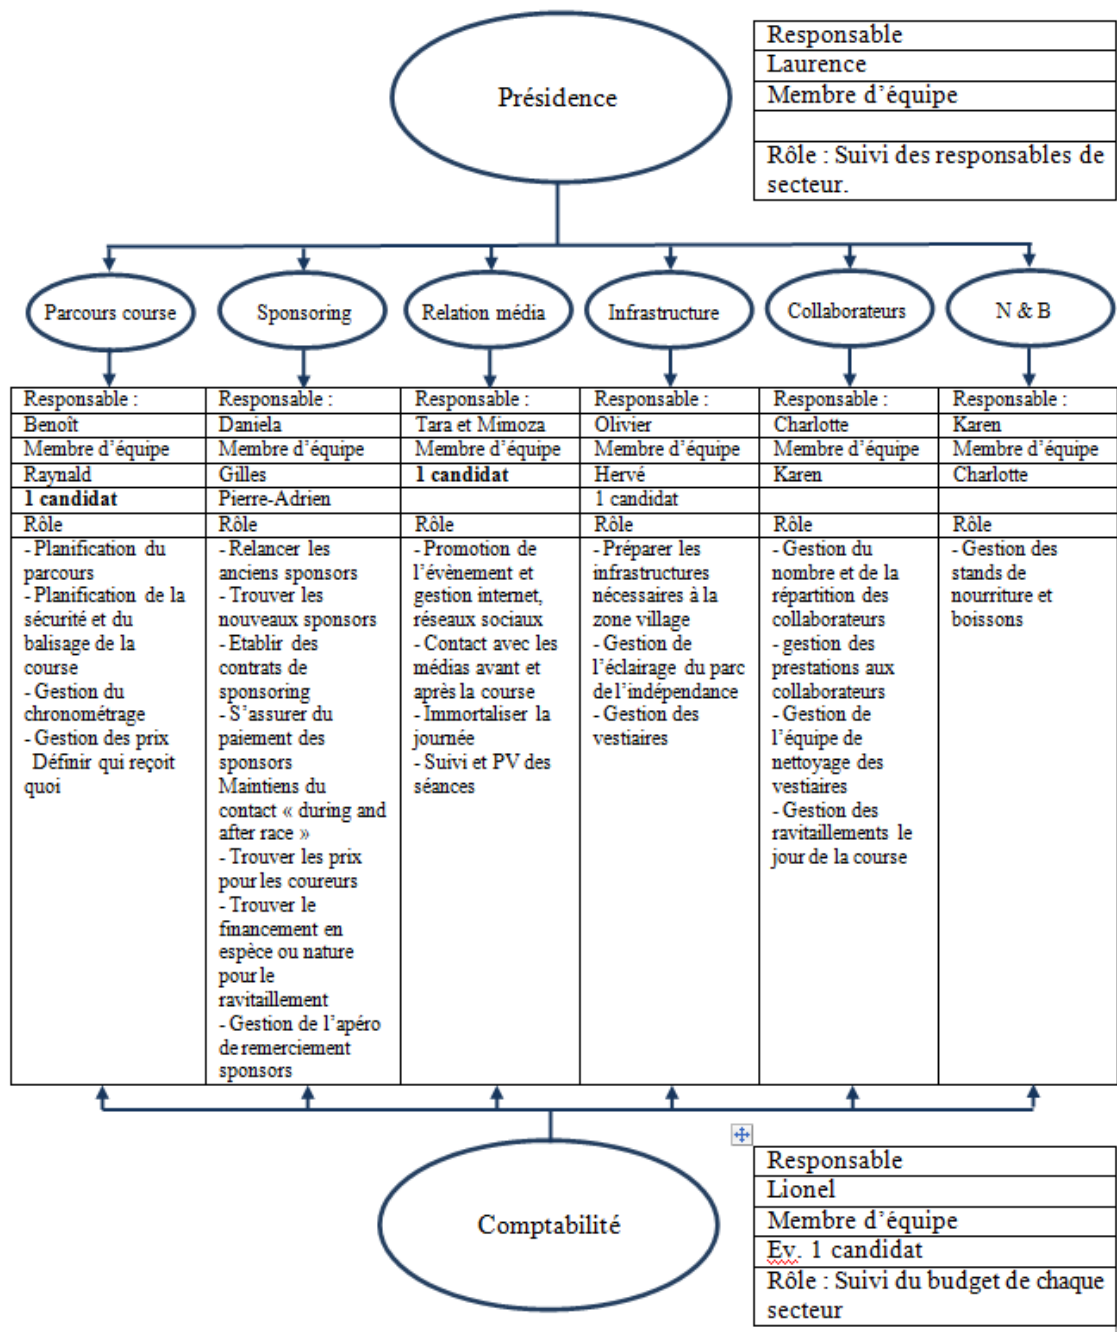 Présidence
Responsable
Laurence
Membre d’équipe
Rôle : Suivi des responsables de
secteur.
Parcours course
Sponsoring
Relation média
Infrastructure
Collaborateurs
N & B
Responsable :
Benoît
Membre d’équipe
Raynald
1 candidat
Rôle
- Planification du
parcours
- Planification de la
sécurité et du
balisage de la
course
- Gestion du
chronométrage
- Gestion des prix
Définir qui reçoit
quoi
Responsable :
Daniela
Membre d’équipe
Gilles
Pierre-Adrien
Rôle
- Relancer les
anciens sponsors
- Trouver les
nouveaux sponsors
- Etablir des
contrats de
sponsoring
- S’assurer du
paiement des
sponsors
Maintiens du
contact « during and
after race »
- Trouver les prix
pour les coureurs
- Trouver le
financement en
espèce ou nature
pour le
ravitaillement
- Gestion de l’apéro
de remerciement
sponsors
Responsable :
Tara et Mimoza
Membre d’équipe
1 candidat
Rôle
- Promotion de
l’évènement et
gestion internet,
réseaux sociaux
- Contact avec les
médias avant et
après la course
- Immortaliser la
journée
- Suivi et PV des
séances
Responsable :
Olivier
Membre d’équipe
Hervé
1 candidat
Rôle
- Préparer les
infrastructures
nécessaires à la
zone village
- Gestion de
l’éclairage du parc
de l’indépendance
- Gestion des
vestiaires
Responsable :
Charlotte
Membre d’équipe
Karen
Rôle
- Gestion du
nombre et de la
répartition des
collaborateurs
- gestion des
prestations aux
collaborateurs
- Gestion de
l’équipe de
nettoyage des
vestiaires
- Gestion des
ravitaillements le
jour de la course
Responsable :
Karen
Membre d’équipe
Charlotte
Rôle
- Gestion des
stands de
nourriture et
boissons
Comptabilité
Responsable
Lionel
Membre d’équipe
Ev. 1 candidat
Rôle : Suivi du budget de chaque
secteur